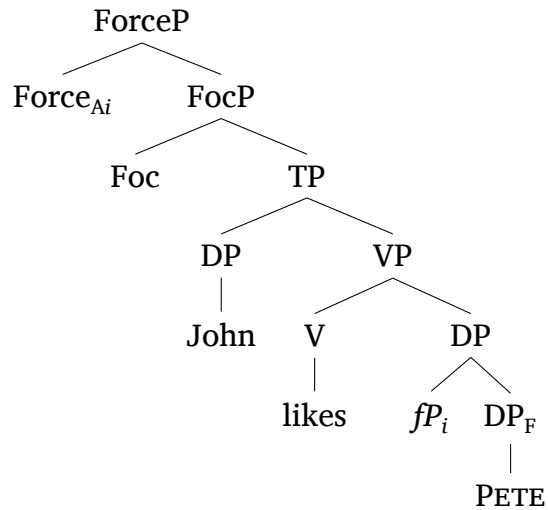 ForceP
Force_Ai FocP
Foc TP
DP VP
John V DP
likes fP_i DP_F
PETE